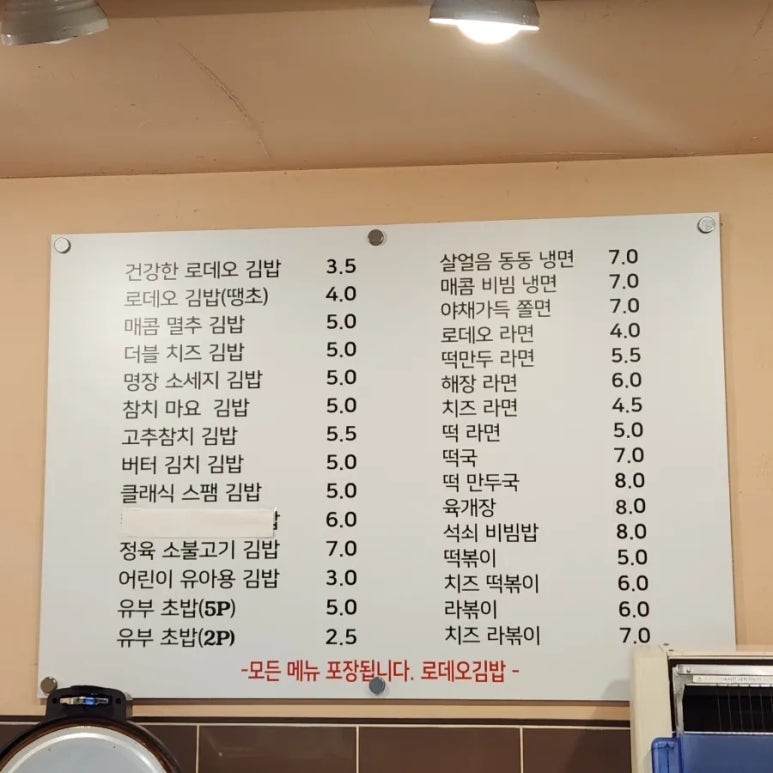 건강한 로데오 김밥 3.5
로데오 김밥(땡초) 4.0
매콤 멸추 김밥 5.0
더블 치즈 김밥 5.0
명장 소세지 김밥 5.0
참치 마요 김밥 5.0
고추참치 김밥 5.5
버터 김치 김밥 5.0
클래식 스팸 김밥 5.0
6.0
정육 소불고기 김밥 7.0
어린이 유아용 김밥 3.0
유부 초밥(5P) 5.0
유부 초밥(2P) 2.5
살얼음 동동 냉면 7.0
매콤 비빔 냉면 7.0
야채가득 쫄면 7.0
로데오 라면 4.0
떡만두 라면 5.5
해장 라면 6.0
치즈 라면 4.5
떡 라면 5.0
떡국 7.0
떡 만두국 8.0
육개장 8.0
석쇠 비빔밥 8.0
떡볶이 5.0
치즈 떡볶이 6.0
라볶이 6.0
치즈 라볶이 7.0
-모든 메뉴 포장됩니다. 로데오김밥 -